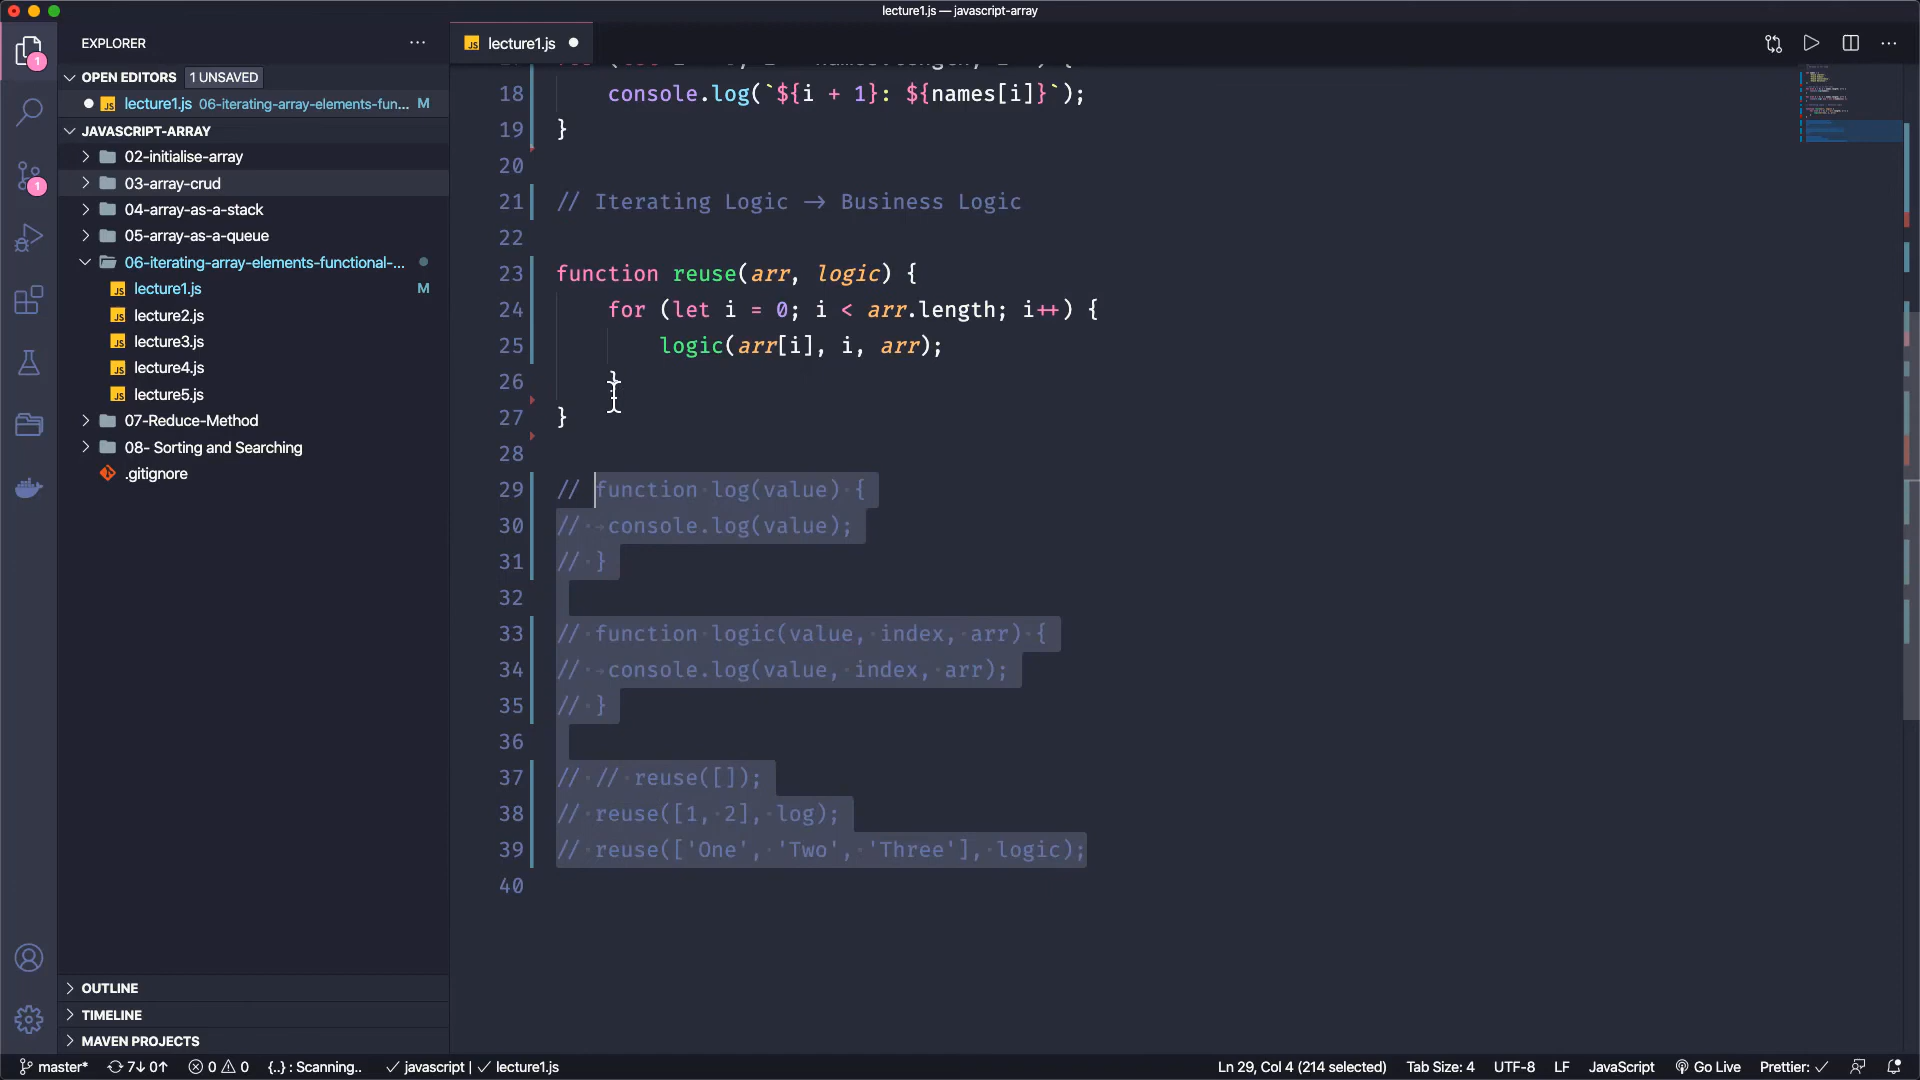 lecture1.js — javascript-array
EXPLORER
OPEN EDITORS 1 UNSAVED
lecture1.js 06-iterating-array-elements-fun... M
JAVASCRIPT-ARRAY
02-initialise-array
03-array-crud
04-array-as-a-stack
05-array-as-a-queue
06-iterating-array-elements-functional-...
JS lecture1.js M
JS lecture2.js
JS lecture3.js
JS lecture4.js
JS lecture5.js
07-Reduce-Method
08- Sorting and Searching
.gitignore
OUTLINE
TIMELINE
MAVEN PROJECTS
1
1
JS lecture1.js
18 console.log(`${i + 1}: ${names[i]}`);
19 }
20
21 // Iterating Logic -> Business Logic
22
23 function reuse(arr, logic) {
24 for (let i = 0; i < arr.length; i++) {
25 logic(arr[i], i, arr);
26 }
27 }
28
29 // function log(value) {
30 // console.log(value);
31 // }
32
33 // function logic(value, index, arr) {
34 // console.log(value, index, arr);
35 // }
36
37 // // reuse([]);
38 // reuse([1, 2], log);
39 // reuse(['One', 'Two', 'Three'], logic);
40
master* 7↓ 0↑ 0 0 {..} : Scanning.. ✓ javascript | ✓ lecture1.js Ln 29, Col 4 (214 selected) Tab Size: 4 UTF-8 LF JavaScript Go Live Prettier: ✓